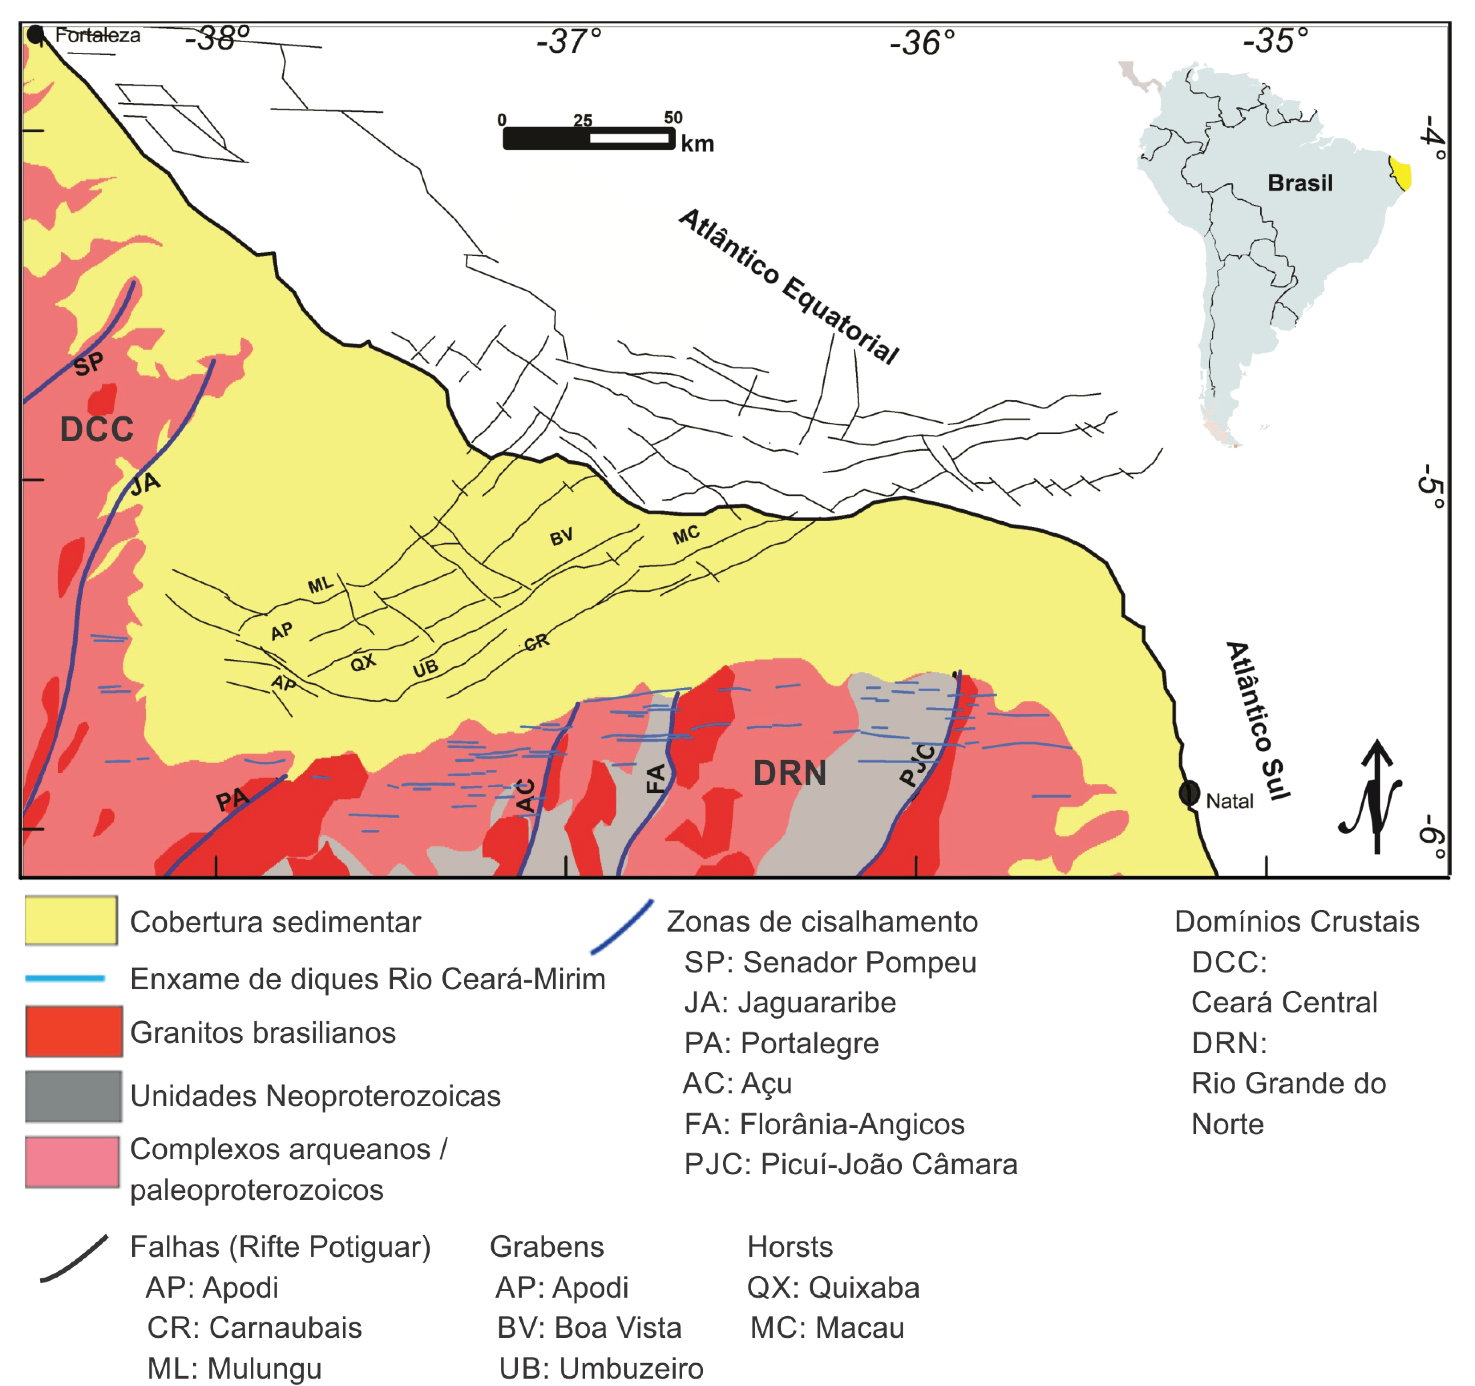 Fortaleza
-38°
-37°
-36°
-35°
0 25 50
km
-4°
Brasil
Atlântico Equatorial
SP
DCC
JA
-5°
BV
MC
ML
AP
QX
UB
CR
AP
Atlântico Sul
DRN
PJC
FA
AC
PA
Natal
N
-6°
Cobertura sedimentar
Enxame de diques Rio Ceará-Mirim
Granitos brasilianos
Unidades Neoproterozoicas
Complexos arqueanos /
paleoproterozoicos
Zonas de cisalhamento
SP: Senador Pompeu
JA: Jaguararibe
PA: Portalegre
AC: Açu
FA: Florânia-Angicos
PJC: Picuí-João Câmara
Domínios Crustais
DCC:
Ceará Central
DRN:
Rio Grande do
Norte
Falhas (Rifte Potiguar)
AP: Apodi
CR: Carnaubais
ML: Mulungu
Grabens
AP: Apodi
BV: Boa Vista
UB: Umbuzeiro
Horsts
QX: Quixaba
MC: Macau